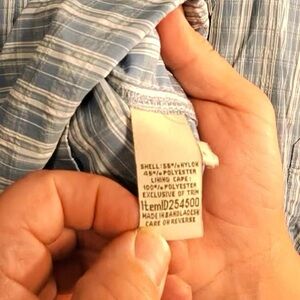 SHELL: 55% NYLON
45% POLYESTER
LINING CAPE:
100% POLYESTER
EXCLUSIVE OF TRIM
ItemID254500
MADE IN BANGLADESH
CARE ON REVERSE